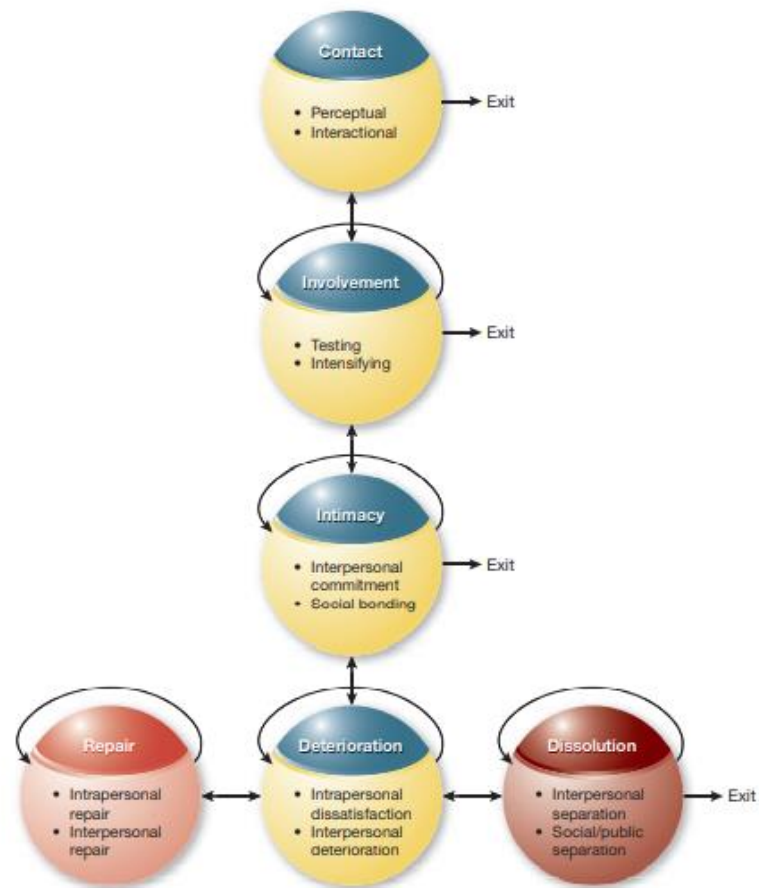 Contact
• Perceptual
• Interactional
Exit
Involvement
• Testing
• Intensifying
Exit
Intimacy
• Interpersonal
commitment
• Social bonding
Exit
Repair
• Intrapersonal
repair
• Interpersonal
repair
Deterioration
• Intrapersonal
dissatisfaction
• Interpersonal
deterioration
Dissolution
• Interpersonal
separation
• Social/public
separation
Exit